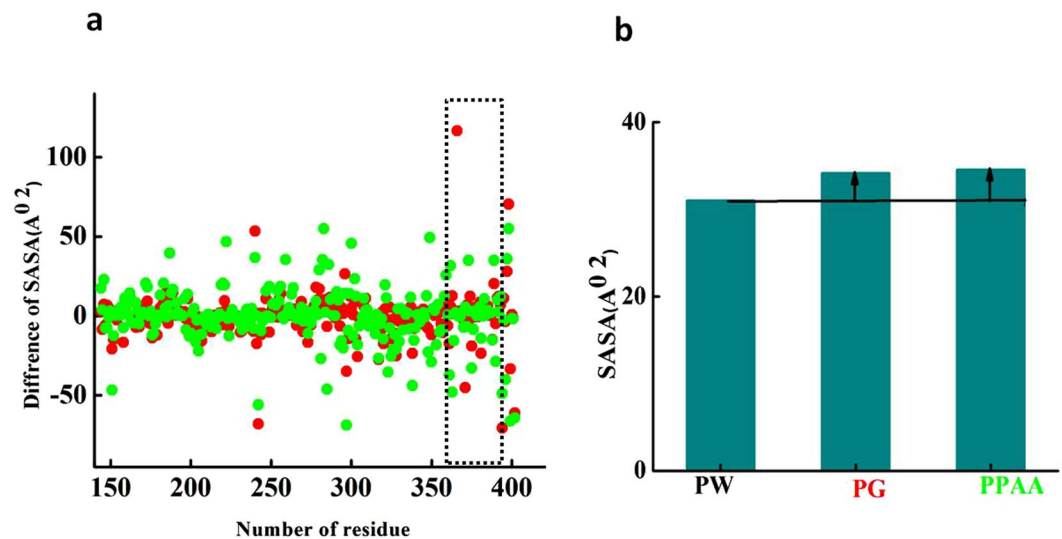 a
Diffrence of SASA(A⁰ 2)
100
50
0
-50
150 200 250 300 350 400
Number of residue
b
SASA(A⁰ 2)
40
20
0
PW PG PPAA